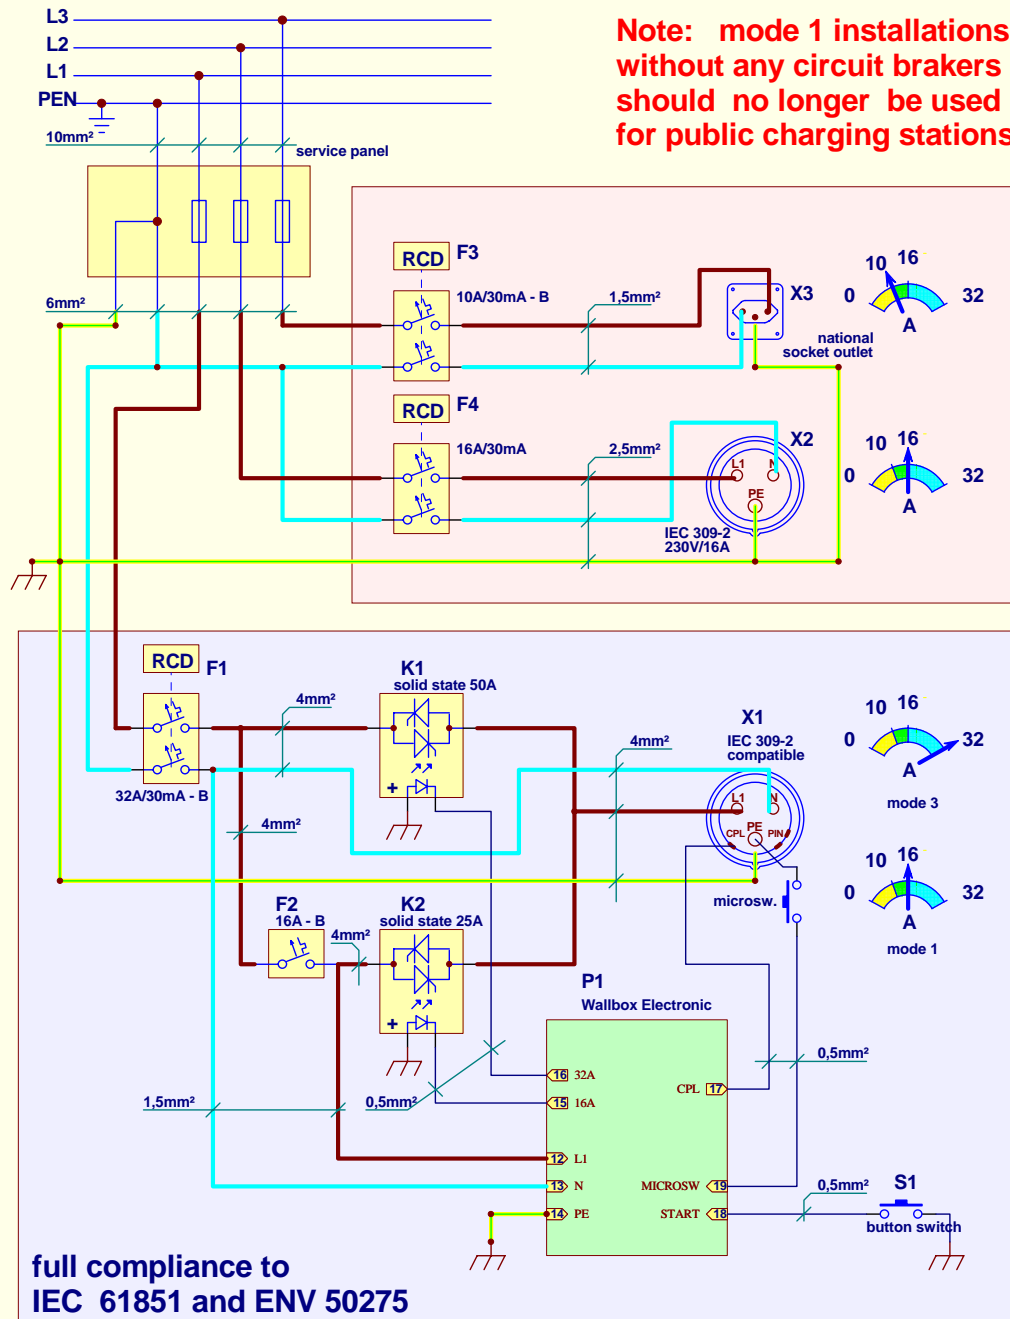 L3
L2
L1
PEN
Note: mode 1 installations
without any circuit brakers
should no longer be used
for public charging stations
10mm²
service panel
6mm²
RCD
F3
10A/30mA - B
1,5mm²
X3
national
socket outlet
0
10
16
32
A
RCD
F4
16A/30mA
2,5mm²
X2
L1
N
PE
IEC 309-2
230V/16A
0
10
16
32
A
RCD
F1
32A/30mA - B
4mm²
K1
solid state 50A
+
4mm²
X1
IEC 309-2
compatible
L1
N
PE
CPL
PIN
0
10
16
32
A
mode 3
4mm²
microsw.
0
10
16
32
A
mode 1
F2
16A - B
4mm²
K2
solid state 25A
+
P1
Wallbox Electronic
1,5mm²
0,5mm²
16 32A
15 16A
12 L1
13 N
14 PE
CPL 17
MICROSW 19
START 18
0,5mm²
0,5mm²
S1
button switch
full compliance to
IEC 61851 and ENV 50275